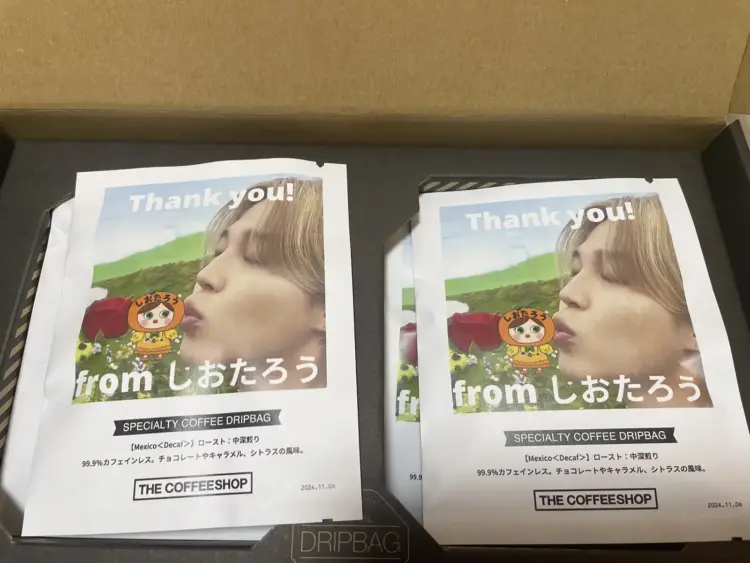 Thank you!
しおたろう
from しおたろう
SPECIALTY COFFEE DRIPBAG
【Mexico＜Decaf＞】ロースト：中深煎り
99.9%カフェインレス。チョコレートやキャラメル、シトラスの風味。
THE COFFEESHOP
2024.11.06
Thank you!
しおたろう
from しおたろう
SPECIALTY COFFEE DRIPBAG
【Mexico＜Decaf＞】ロースト：中深煎り
99.9%カフェインレス。チョコレートやキャラメル、シトラスの風味。
THE COFFEESHOP
2024.11.06
fr
DRIPBAG